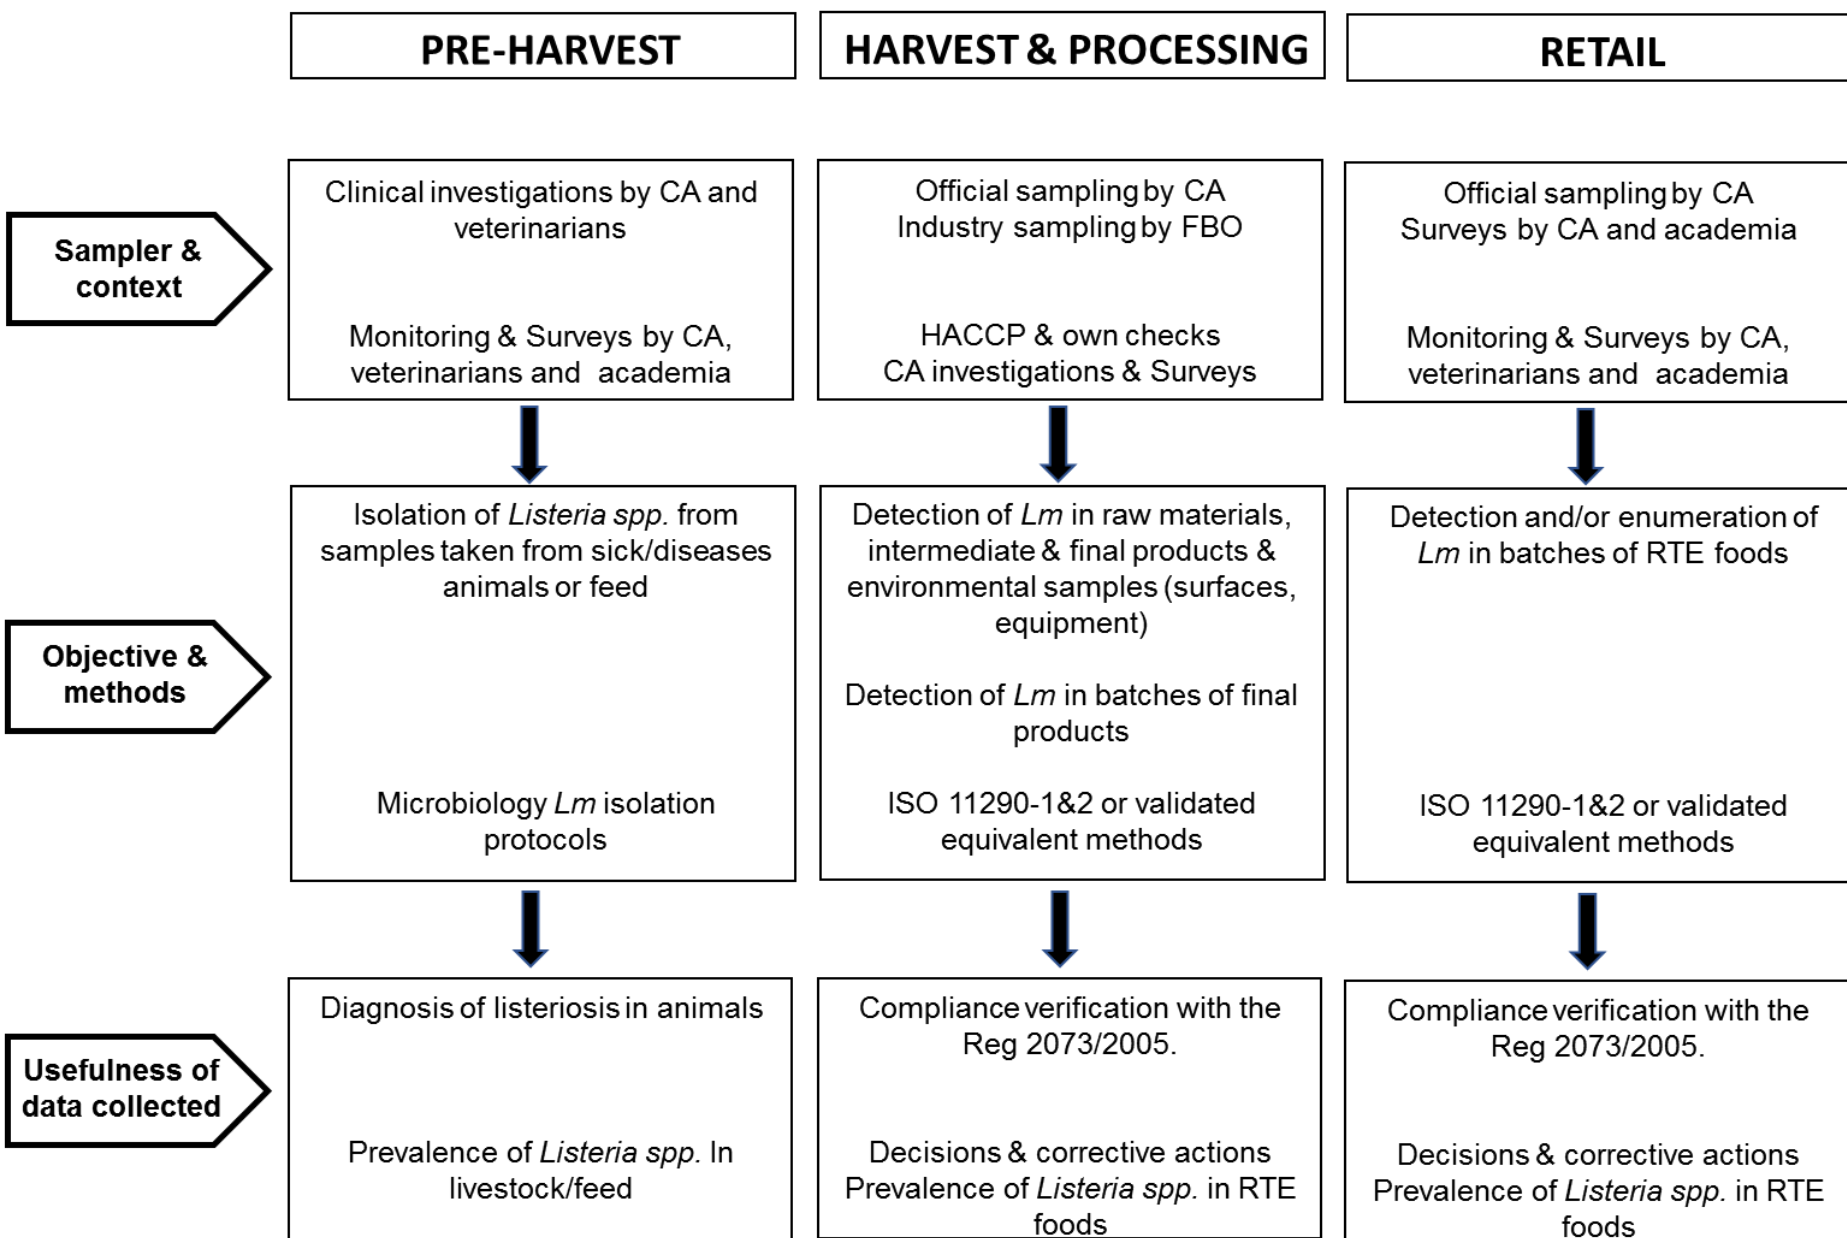 PRE-HARVEST
HARVEST & PROCESSING
RETAIL
Sampler &
context
Clinical investigations by CA and
veterinarians
Monitoring & Surveys by CA,
veterinarians and academia
Official sampling by CA
Industry sampling by FBO
HACCP & own checks
CA investigations & Surveys
Official sampling by CA
Surveys by CA and academia
Monitoring & Surveys by CA,
veterinarians and academia
Objective &
methods
Isolation of Listeria spp. from
samples taken from sick/diseases
animals or feed
Microbiology Lm isolation
protocols
Detection of Lm in raw materials,
intermediate & final products &
environmental samples (surfaces,
equipment)
Detection of Lm in batches of final
products
ISO 11290-1&2 or validated
equivalent methods
Detection and/or enumeration of
Lm in batches of RTE foods
ISO 11290-1&2 or validated
equivalent methods
Usefulness of
data collected
Diagnosis of listeriosis in animals
Prevalence of Listeria spp. In
livestock/feed
Compliance verification with the
Reg 2073/2005.
Decisions & corrective actions
Prevalence of Listeria spp. in RTE
foods
Compliance verification with the
Reg 2073/2005.
Decisions & corrective actions
Prevalence of Listeria spp. in RTE
foods